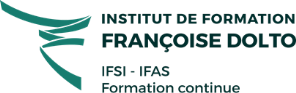 INSTITUT DE FORMATION
FRANÇOISE DOLTO
IFSI - IFAS
Formation continue